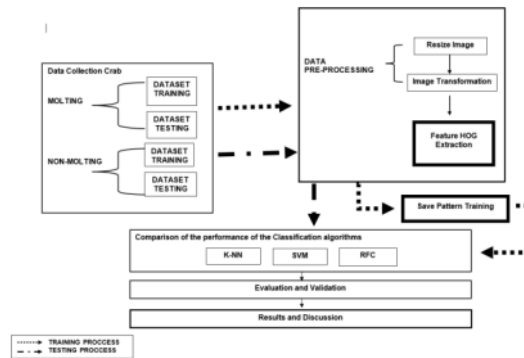 Data Collection Crab
MOLTING
DATASET
TRAINING
DATASET
TESTING
NON-MOLTING
DATASET
TRAINING
DATASET
TESTING
DATA
PRE-PROCESSING
Resize Image
Image Transformation
Feature HOG
Extraction
Save Pattern Training
Comparison of the performance of the Classification algorithms
K-NN
SVM
RFC
Evaluation and Validation
Results and Discussion
TRAINING PROCCESS
TESTING PROCCESS